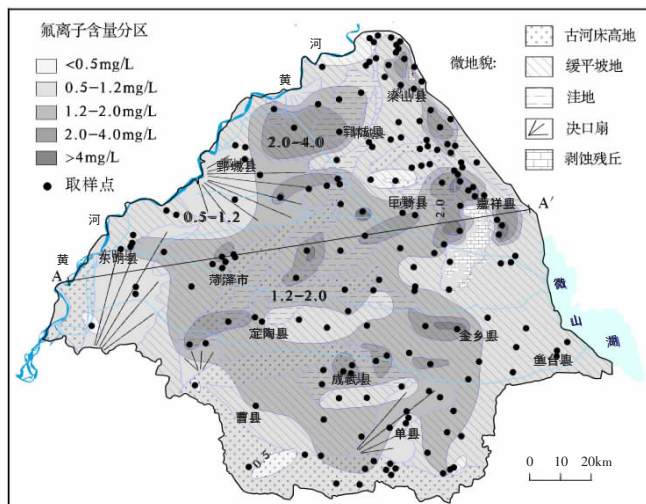 氟离子含量分区
<0.5mg/L
0.5-1.2mg/L
1.2-2.0mg/L
2.0-4.0mg/L
>4mg/L
取样点
微地貌:
古河床高地
缓平坡地
洼地
决口扇
剥蚀残丘
河
黄
梁山县
郓城县
2.0-4.0
鄄城县
0.5-1.2
巨野县
2.0
嘉祥县
A'
河
黄
A
东明县
菏泽市
1.2-2.0
微
山
湖
定陶县
金乡县
鱼台县
成武县
曹县
单县
0.5
0 10 20km